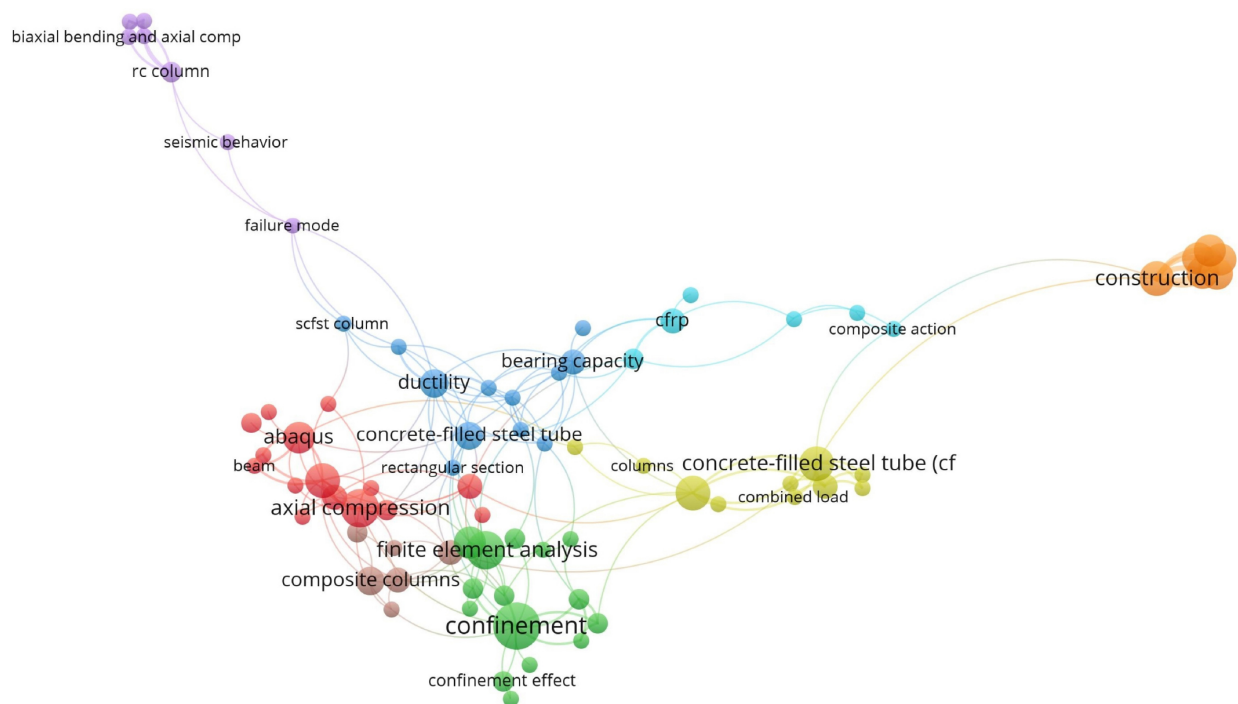 biaxial bending and axial comp
rc column
seismic behavior
failure mode
construction
scfst column
cfrp
composite action
bearing capacity
ductility
abaqus
concrete-filled steel tube
beam
rectangular section
columns
concrete-filled steel tube (cf
combined load
axial compression
finite element analysis
composite columns
confinement
confinement effect